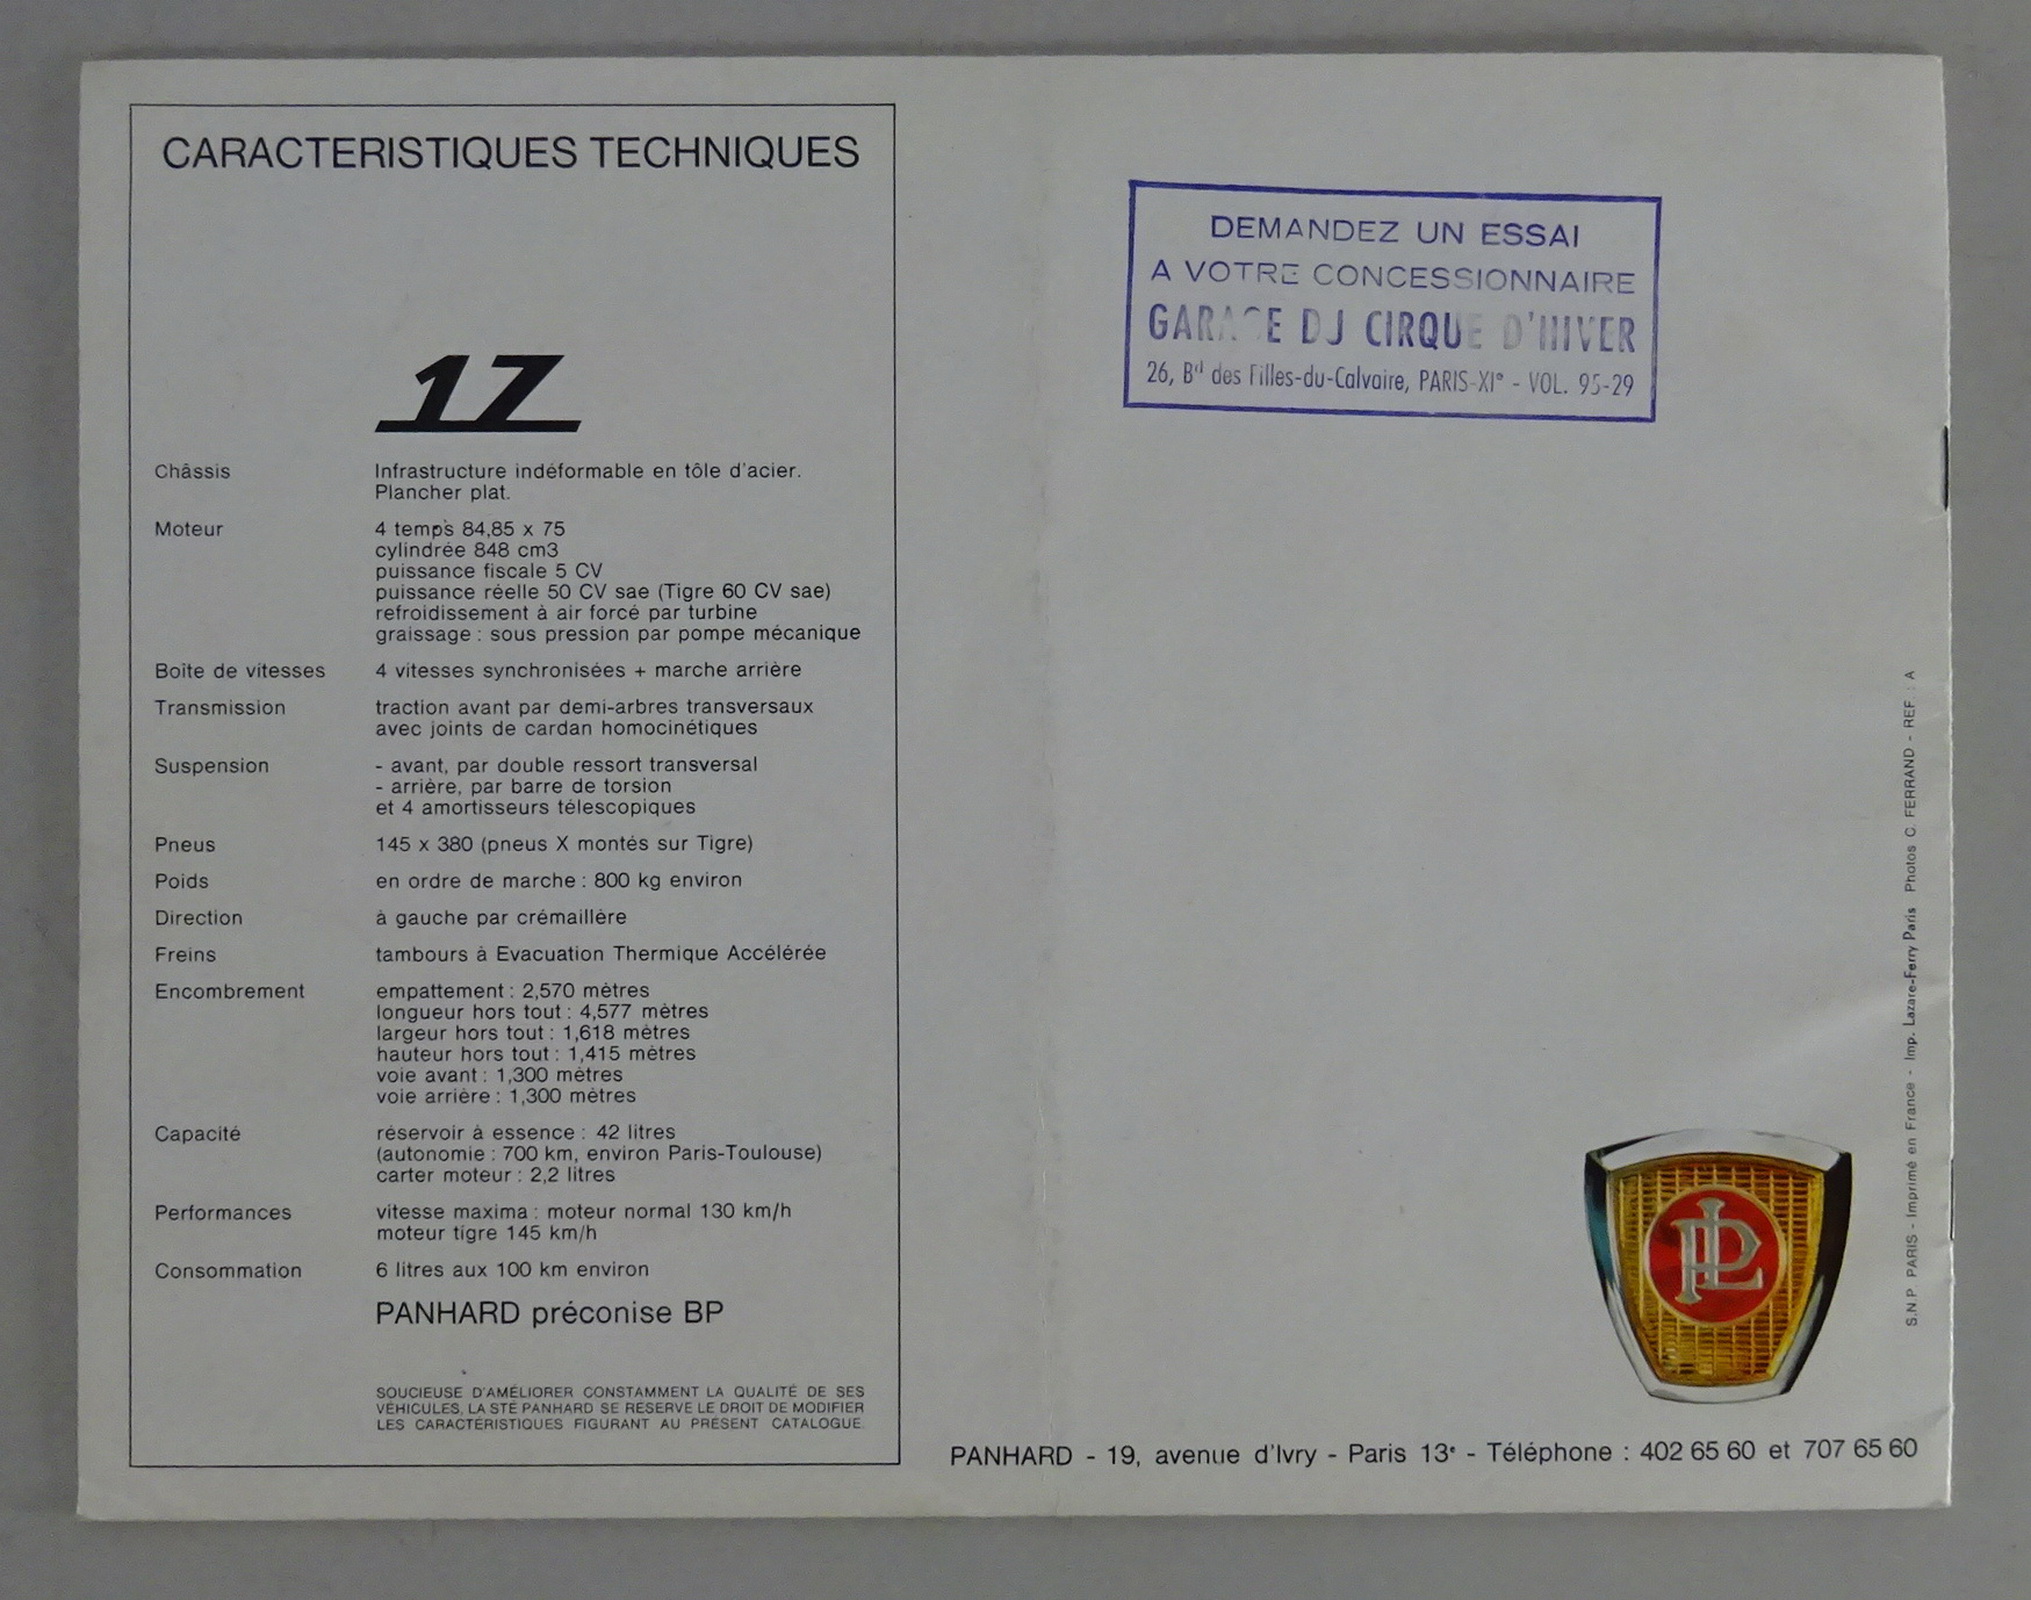 CARACTERISTIQUES TECHNIQUES
17
Châssis Infrastructure indéformable en tôle d'acier.
Plancher plat.
Moteur 4 temps 84,85 x 75
cylindrée 848 cm3
puissance fiscale 5 CV
puissance réelle 50 CV sae (Tigre 60 CV sae)
refroidissement à air forcé par turbine
graissage : sous pression par pompe mécanique
Boîte de vitesses 4 vitesses synchronisées + marche arrière
Transmission traction avant par demi-arbres transversaux
avec joints de cardan homocinétiques
Suspension - avant, par double ressort transversal
- arrière, par barre de torsion
et 4 amortisseurs télescopiques
Pneus 145 x 380 (pneus X montés sur Tigre)
Poids en ordre de marche : 800 kg environ
Direction à gauche par crémaillère
Freins tambours à Evacuation Thermique Accélérée
Encombrement empattement : 2,570 mètres
longueur hors tout : 4,577 mètres
largeur hors tout : 1,618 mètres
hauteur hors tout : 1,415 mètres
voie avant : 1,300 mètres
voie arrière : 1,300 mètres
Capacité réservoir à essence : 42 litres
(autonomie : 700 km, environ Paris-Toulouse)
carter moteur : 2,2 litres
Performances vitesse maxima : moteur normal 130 km/h
moteur tigre 145 km/h
Consommation 6 litres aux 100 km environ
PANHARD préconise BP
SOUCIEUSE D'AMÉLIORER CONSTAMMENT LA QUALITÉ DE SES
VÉHICULES, LA STÉ PANHARD SE RÉSERVE LE DROIT DE MODIFIER
LES CARACTÉRISTIQUES FIGURANT AU PRÉSENT CATALOGUE.
DEMANDEZ UN ESSAI
A VOTRE CONCESSIONNAIRE
GARAGE DU CIRQUE D'HIVER
26, Bd des Filles-du-Calvaire, PARIS-XIe - VOL. 95-29
S.N.P. PARIS - Imprimé en France - Imp. Lazare-Ferry Paris Photos C. FERRAND - REF : A
PL
PANHARD - 19, avenue d'Ivry - Paris 13e - Téléphone : 402 65 60 et 707 65 60